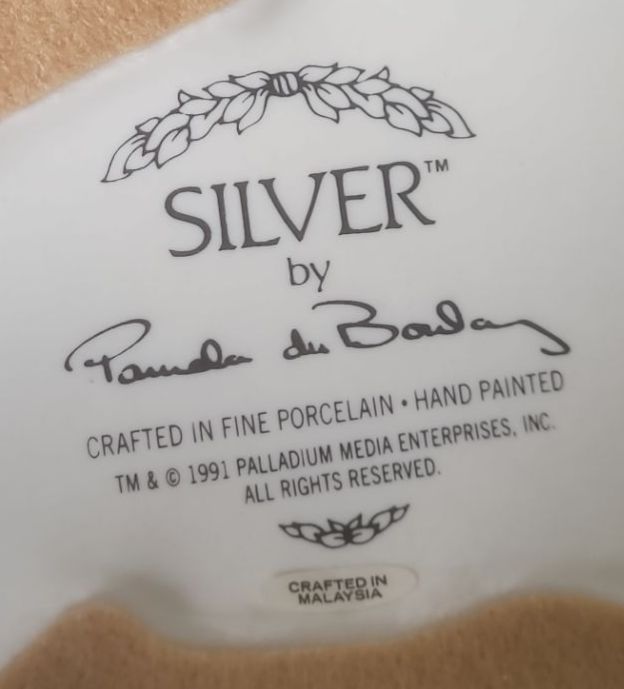 SILVER™
by
Pamela du Boulay
CRAFTED IN FINE PORCELAIN • HAND PAINTED
TM & © 1991 PALLADIUM MEDIA ENTERPRISES, INC.
ALL RIGHTS RESERVED.
CRAFTED IN
MALAYSIA